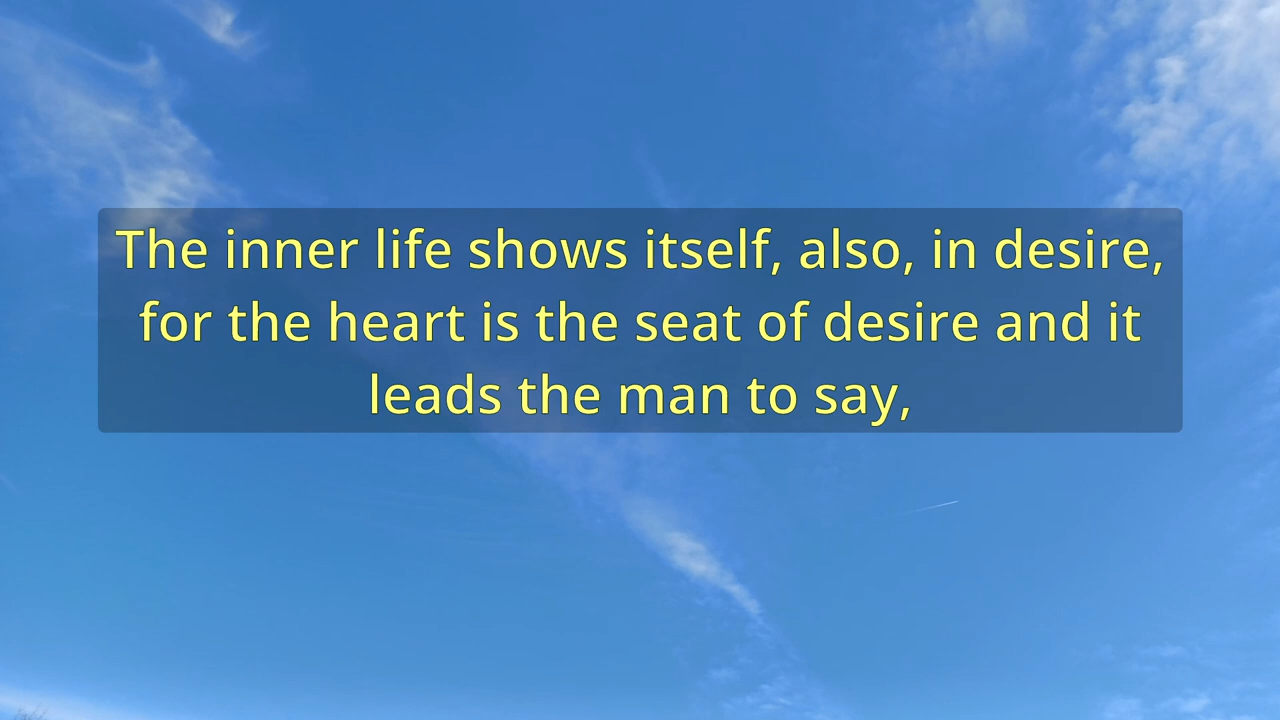 The inner life shows itself, also, in desire,
for the heart is the seat of desire and it
leads the man to say,